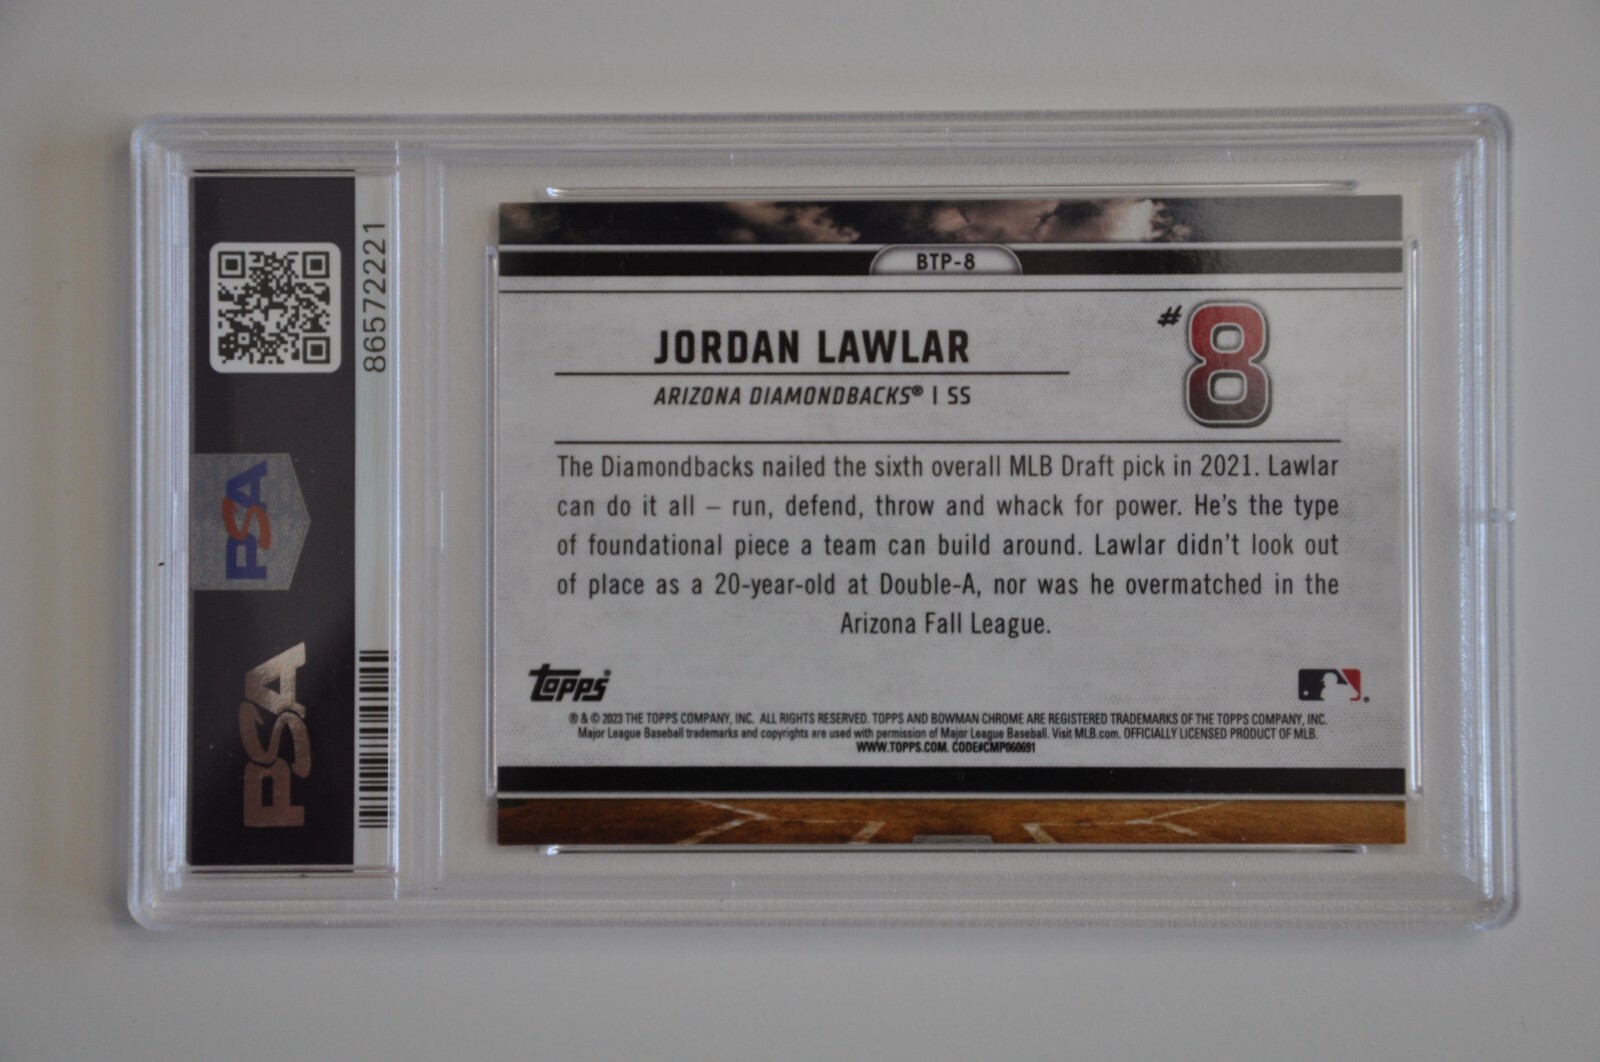 86572221
PSA
PSA
BTP-8
JORDAN LAWLAR
ARIZONA DIAMONDBACKS® | SS
#8
The Diamondbacks nailed the sixth overall MLB Draft pick in 2021. Lawlar
can do it all – run, defend, throw and whack for power. He's the type
of foundational piece a team can build around. Lawlar didn't look out
of place as a 20-year-old at Double-A, nor was he overmatched in the
Arizona Fall League.
topps®
® & © 2023 THE TOPPS COMPANY, INC. ALL RIGHTS RESERVED. TOPPS AND BOWMAN CHROME ARE REGISTERED TRADEMARKS OF THE TOPPS COMPANY, INC.
Major League Baseball trademarks and copyrights are used with permission of Major League Baseball. Visit MLB.com. OFFICIALLY LICENSED PRODUCT OF MLB.
WWW.TOPPS.COM. CODE#CMP060691